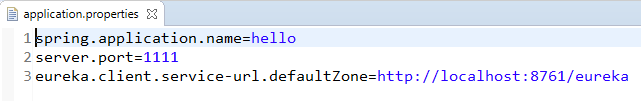 application.properties
1 spring.application.name=hello
2 server.port=1111
3 eureka.client.service-url.defaultZone=http://localhost:8761/eureka